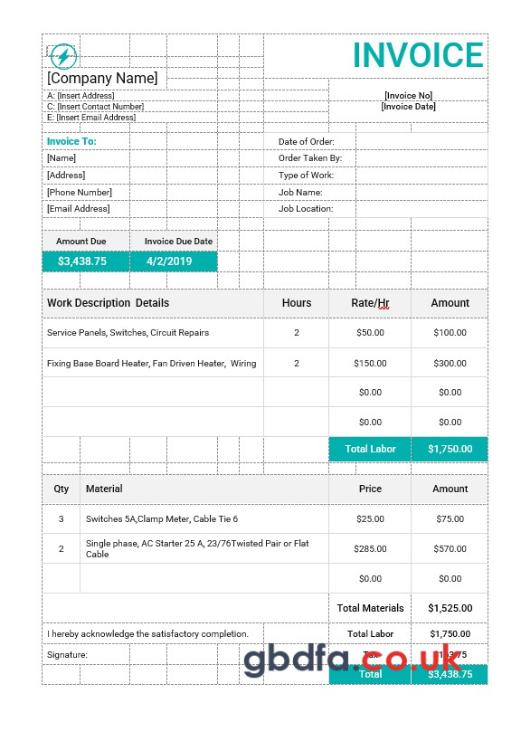 INVOICE
[Company Name]
A: [Insert Address]
C: [Insert Contact Number]
E: [Insert Email Address]
[Invoice No]
[Invoice Date]
Invoice To:
[Name]
[Address]
[Phone Number]
[Email Address]
Date of Order:
Order Taken By:
Type of Work:
Job Name:
Job Location:
Amount Due Invoice Due Date
$3,438.75 4/2/2019
Work Description Details Hours Rate/Hr Amount
Service Panels, Switches, Circuit Repairs 2 $50.00 $100.00
Fixing Base Board Heater, Fan Driven Heater, Wiring 2 $150.00 $300.00
$0.00 $0.00
$0.00 $0.00
Total Labor $1,750.00
Qty Material Price Amount
3 Switches 5A,Clamp Meter, Cable Tie 6 $25.00 $75.00
2 Single phase, AC Starter 25 A, 23/76Twisted Pair or Flat $285.00 $570.00
Cable
$0.00 $0.00
Total Materials $1,525.00
I hereby acknowledge the satisfactory completion. Total Labor $1,750.00
Signature: Tax
gbdfa.co.uk
Total $3,438.75